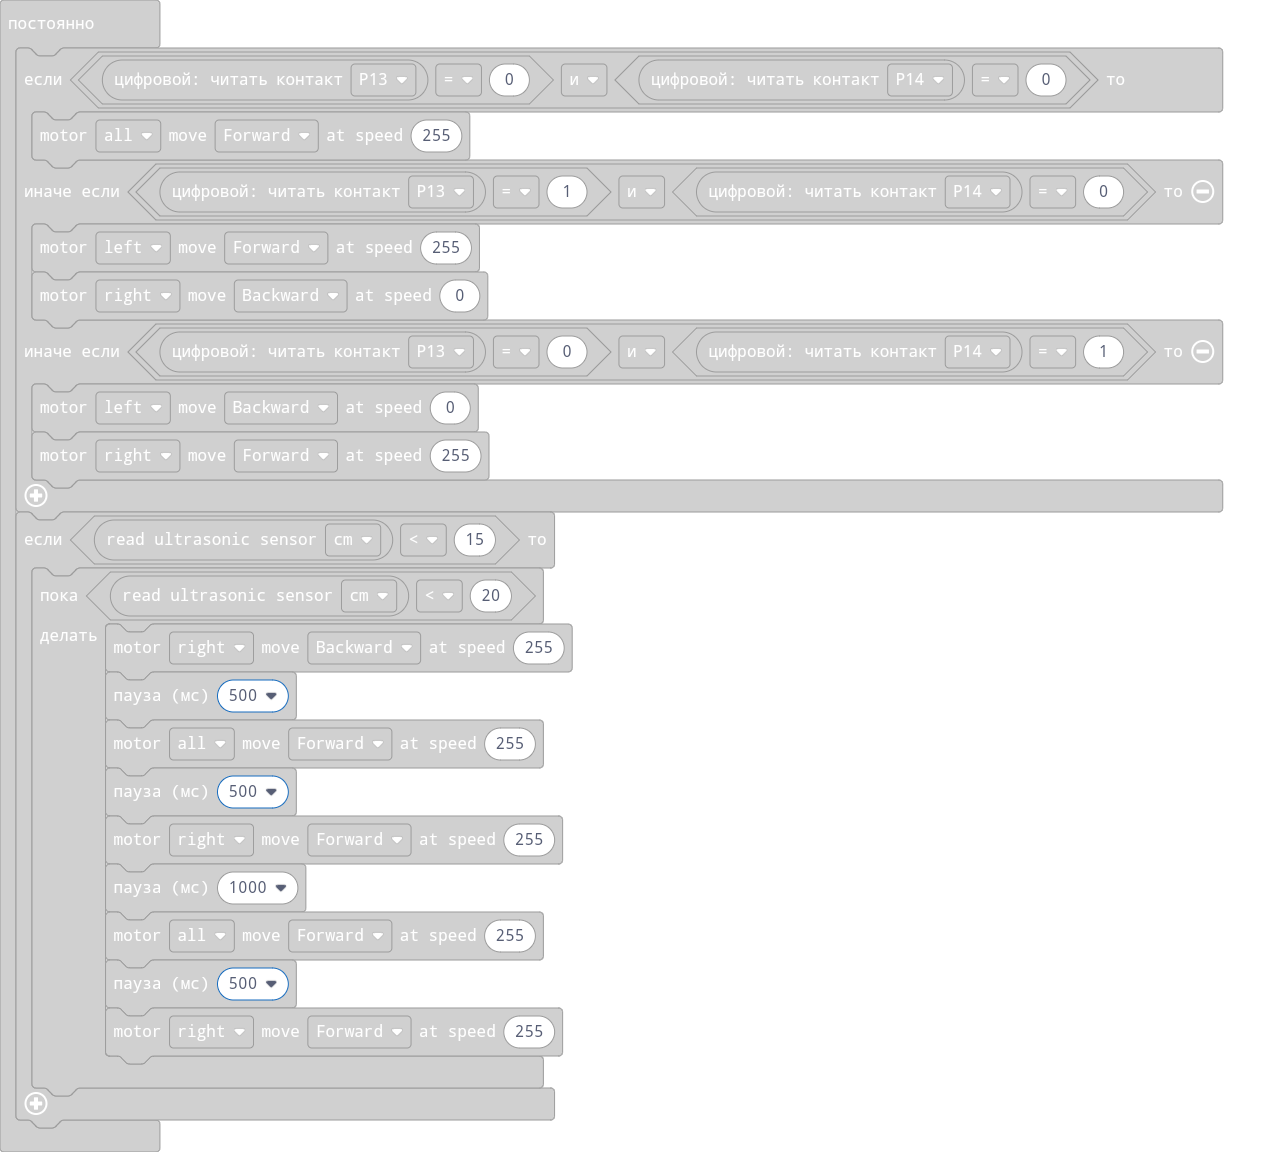 постоянно
если цифровой: читать контакт P13 = 0 и цифровой: читать контакт P14 = 0 то
motor all move Forward at speed 255
иначе если цифровой: читать контакт P13 = 1 и цифровой: читать контакт P14 = 0 то
motor left move Forward at speed 255
motor right move Backward at speed 0
иначе если цифровой: читать контакт P13 = 0 и цифровой: читать контакт P14 = 1 то
motor left move Backward at speed 0
motor right move Forward at speed 255
если read ultrasonic sensor cm < 15 то
пока read ultrasonic sensor cm < 20
делать
motor right move Backward at speed 255
пауза (мс) 500
motor all move Forward at speed 255
пауза (мс) 500
motor right move Forward at speed 255
пауза (мс) 1000
motor all move Forward at speed 255
пауза (мс) 500
motor right move Forward at speed 255